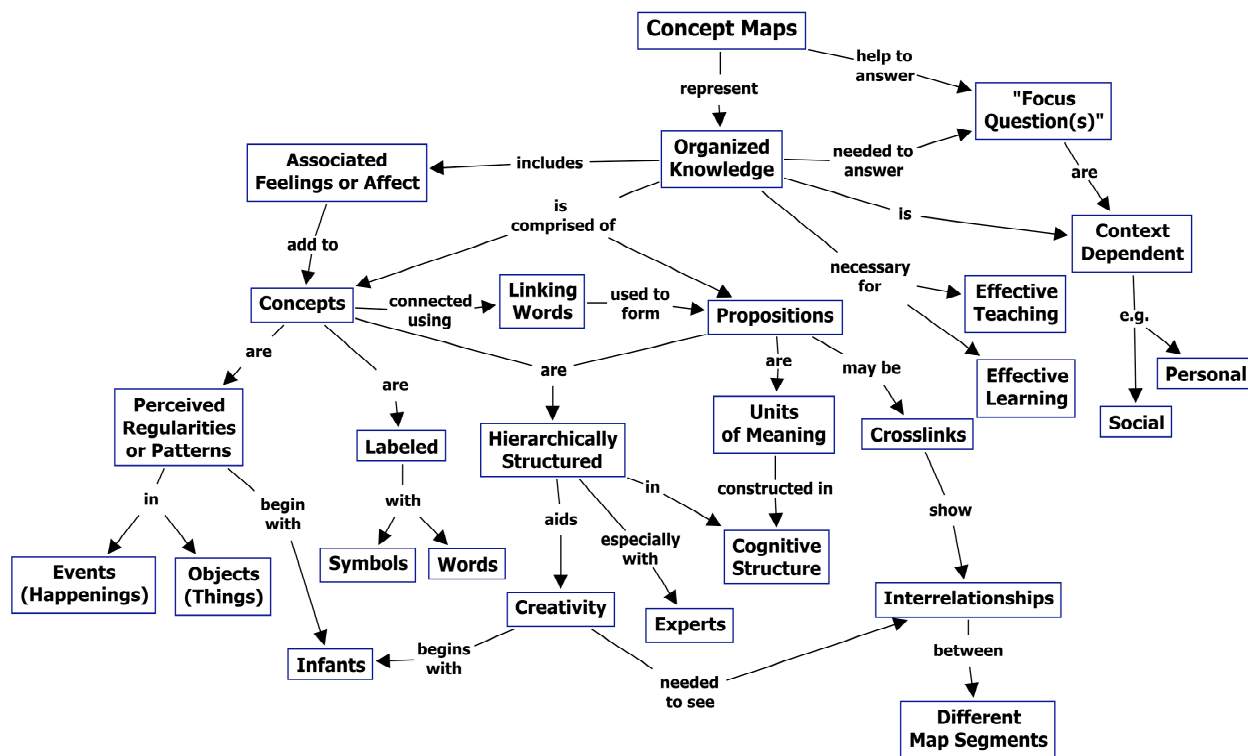 Concept Maps
help to
answer
represent
"Focus
Question(s)"
Organized
Knowledge
Associated
Feelings or Affect
includes
needed to
answer
are
is
comprised of
is
Context
Dependent
add to
necessary
for
Concepts
connected
using
Linking
Words
used to
form
Propositions
Effective
Teaching
e.g.
are
are
are
are
may be
Effective
Learning
Personal
Perceived
Regularities
or Patterns
Labeled
Hierarchically
Structured
Units
of Meaning
Crosslinks
Social
in
begin
with
with
aids
in
constructed in
show
especially
with
Events
(Happenings)
Objects
(Things)
Symbols
Words
Cognitive
Structure
Creativity
Experts
Interrelationships
Infants
begins
with
needed
to see
between
Different
Map Segments